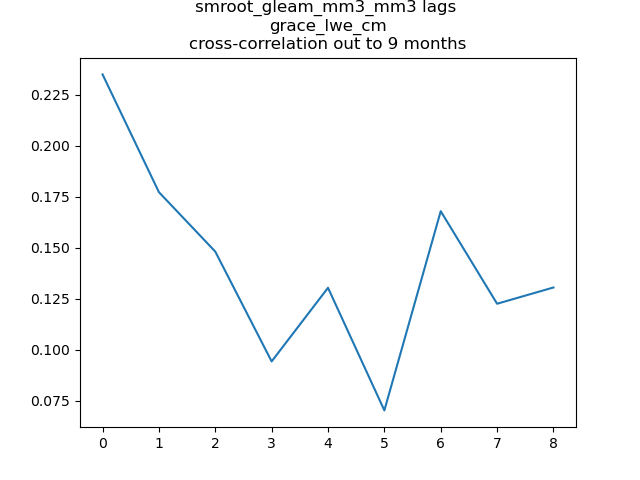 smroot_gleam_mm3_mm3 lags
grace_lwe_cm
cross-correlation out to 9 months
0.225
0.200
0.175
0.150
0.125
0.100
0.075
0 1 2 3 4 5 6 7 8